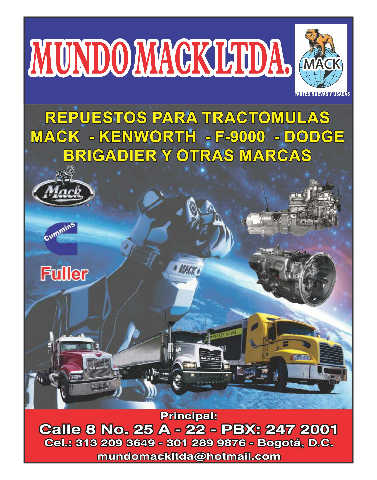 MUNDO MACK LTDA.
MACK
REPUESTOS PARA TRACTOMULAS
MACK - KENWORTH - F-9000 - DODGE
BRIGADIER Y OTRAS MARCAS
Mack
Cummins
Fuller
MACK
Principal:
Calle 8 No. 25 A - 22 - PBX: 247 2001
Cel.: 313 209 3649 - 301 289 9876 - Bogotá, D.C.
mundomackltda@hotmail.com